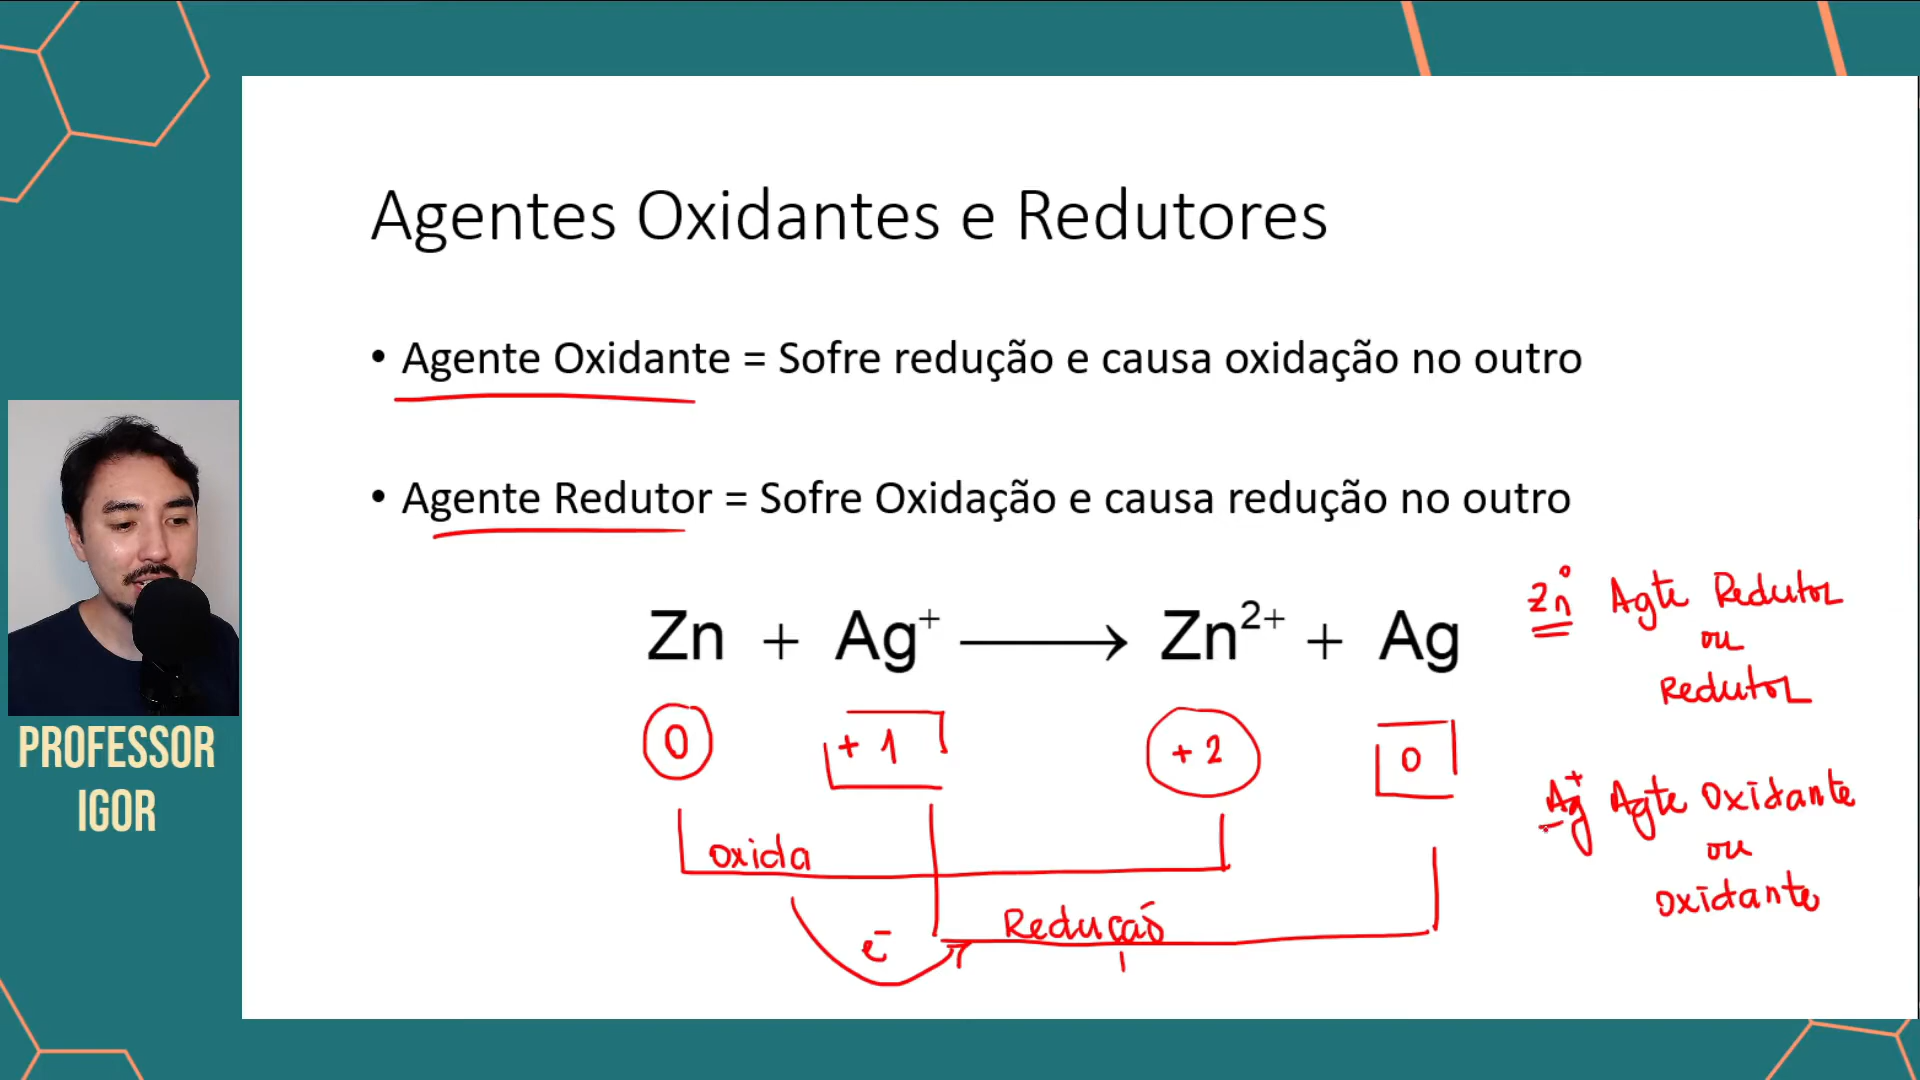 Agentes Oxidantes e Redutores
• Agente Oxidante = Sofre redução e causa oxidação no outro
• Agente Redutor = Sofre Oxidação e causa redução no outro
Zn + Ag⁺ ⟶ Zn²⁺ + Ag
0 +1 +2 0
oxida
Redução
e⁻
Zn⁰ Agte Redutor
ou
Redutor
Ag⁺ Agte Oxidante
ou
Oxidante
PROFESSOR
IGOR